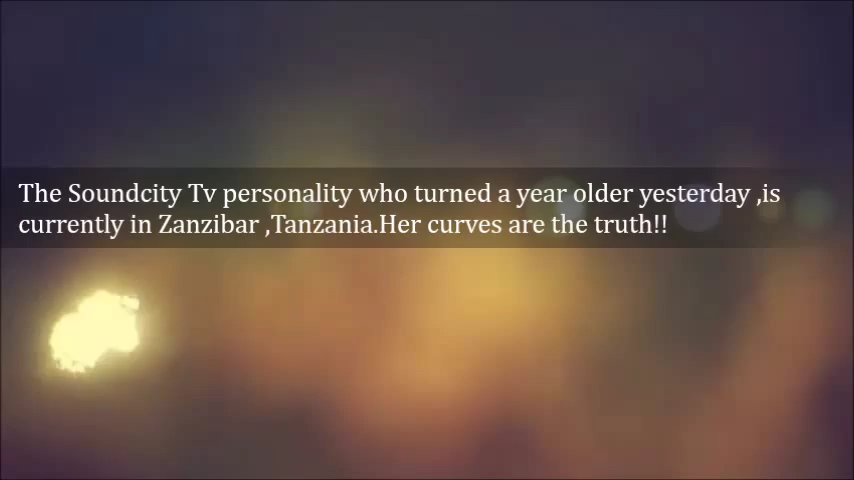 The Soundcity Tv personality who turned a year older yesterday ,is
currently in Zanzibar ,Tanzania.Her curves are the truth!!